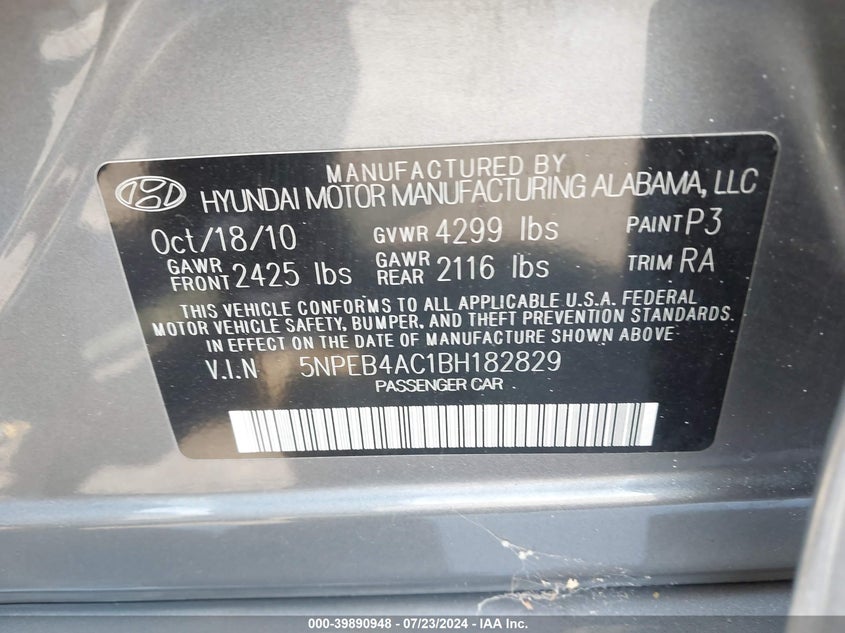 MANUFACTURED BY
HYUNDAI MOTOR MANUFACTURING ALABAMA, LLC
Oct/18/10 GVWR 4299 lbs PAINT P3
GAWR FRONT 2425 lbs GAWR REAR 2116 lbs TRIM RA
THIS VEHICLE CONFORMS TO ALL APPLICABLE U.S.A. FEDERAL
MOTOR VEHICLE SAFETY, BUMPER, AND THEFT PREVENTION STANDARDS
IN EFFECT ON THE DATE OF MANUFACTURE SHOWN ABOVE
V.I.N 5NPEB4AC1BH182829
PASSENGER CAR
000-39890948 - 07/23/2024 - IAA Inc.